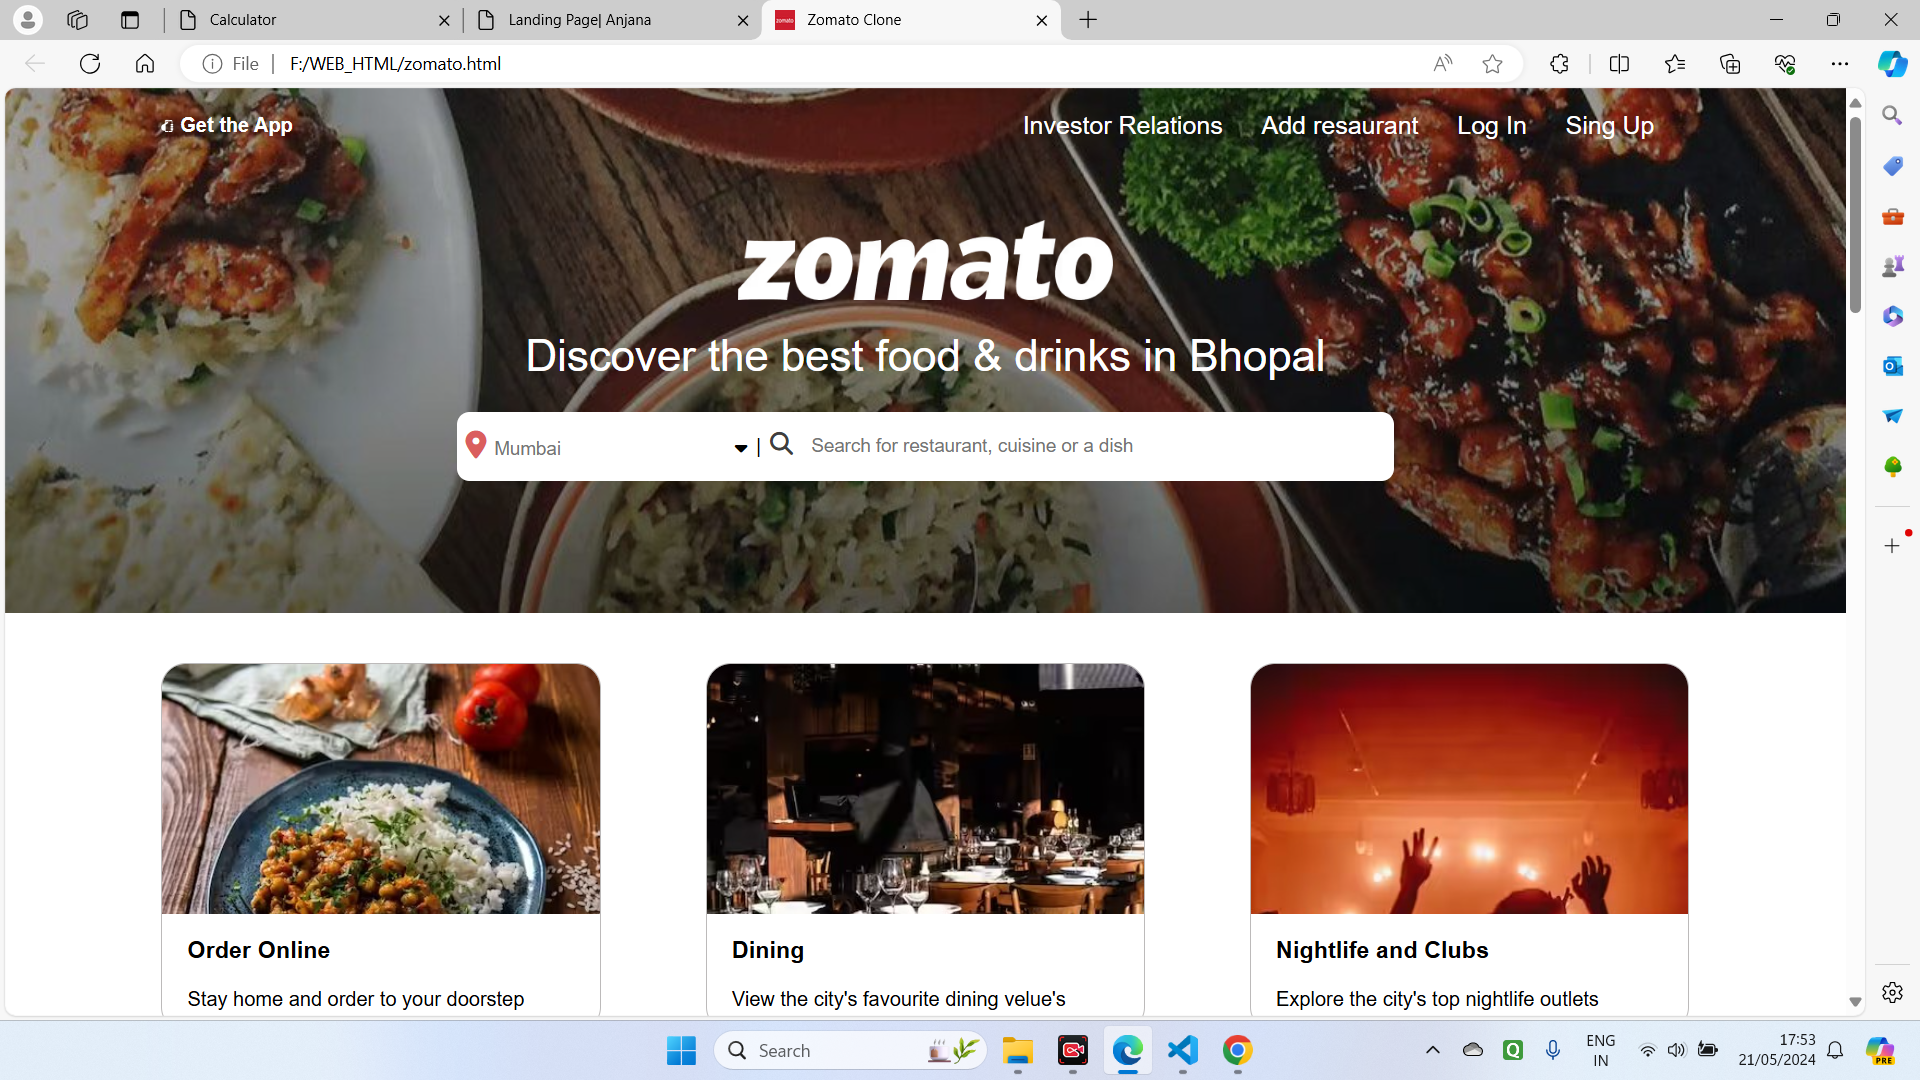 Calculator
Landing Page| Anjana
Zomato Clone
File
F:/WEB_HTML/zomato.html
Get the App
Investor Relations
Add resaurant
Log In
Sing Up
zomato
Discover the best food & drinks in Bhopal
Mumbai
|
Search for restaurant, cuisine or a dish
Order Online
Dining
Nightlife and Clubs
Stay home and order to your doorstep
View the city's favourite dining velue's
Explore the city's top nightlife outlets
Search
ENG
IN
17:53
21/05/2024
PRE